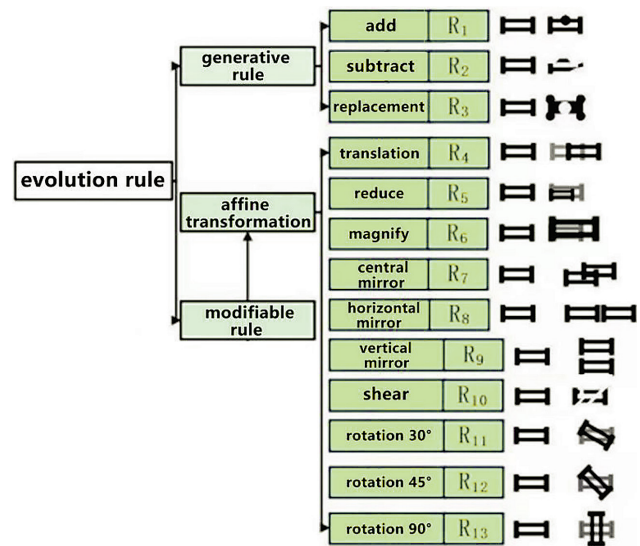 evolution rule
generative
rule
affine
transformation
modifiable
rule
add R₁
subtract R₂
replacement R₃
translation R₄
reduce R₅
magnify R₆
central
mirror R₇
horizontal
mirror R₈
vertical
mirror R₉
shear R₁₀
rotation 30° R₁₁
rotation 45° R₁₂
rotation 90° R₁₃